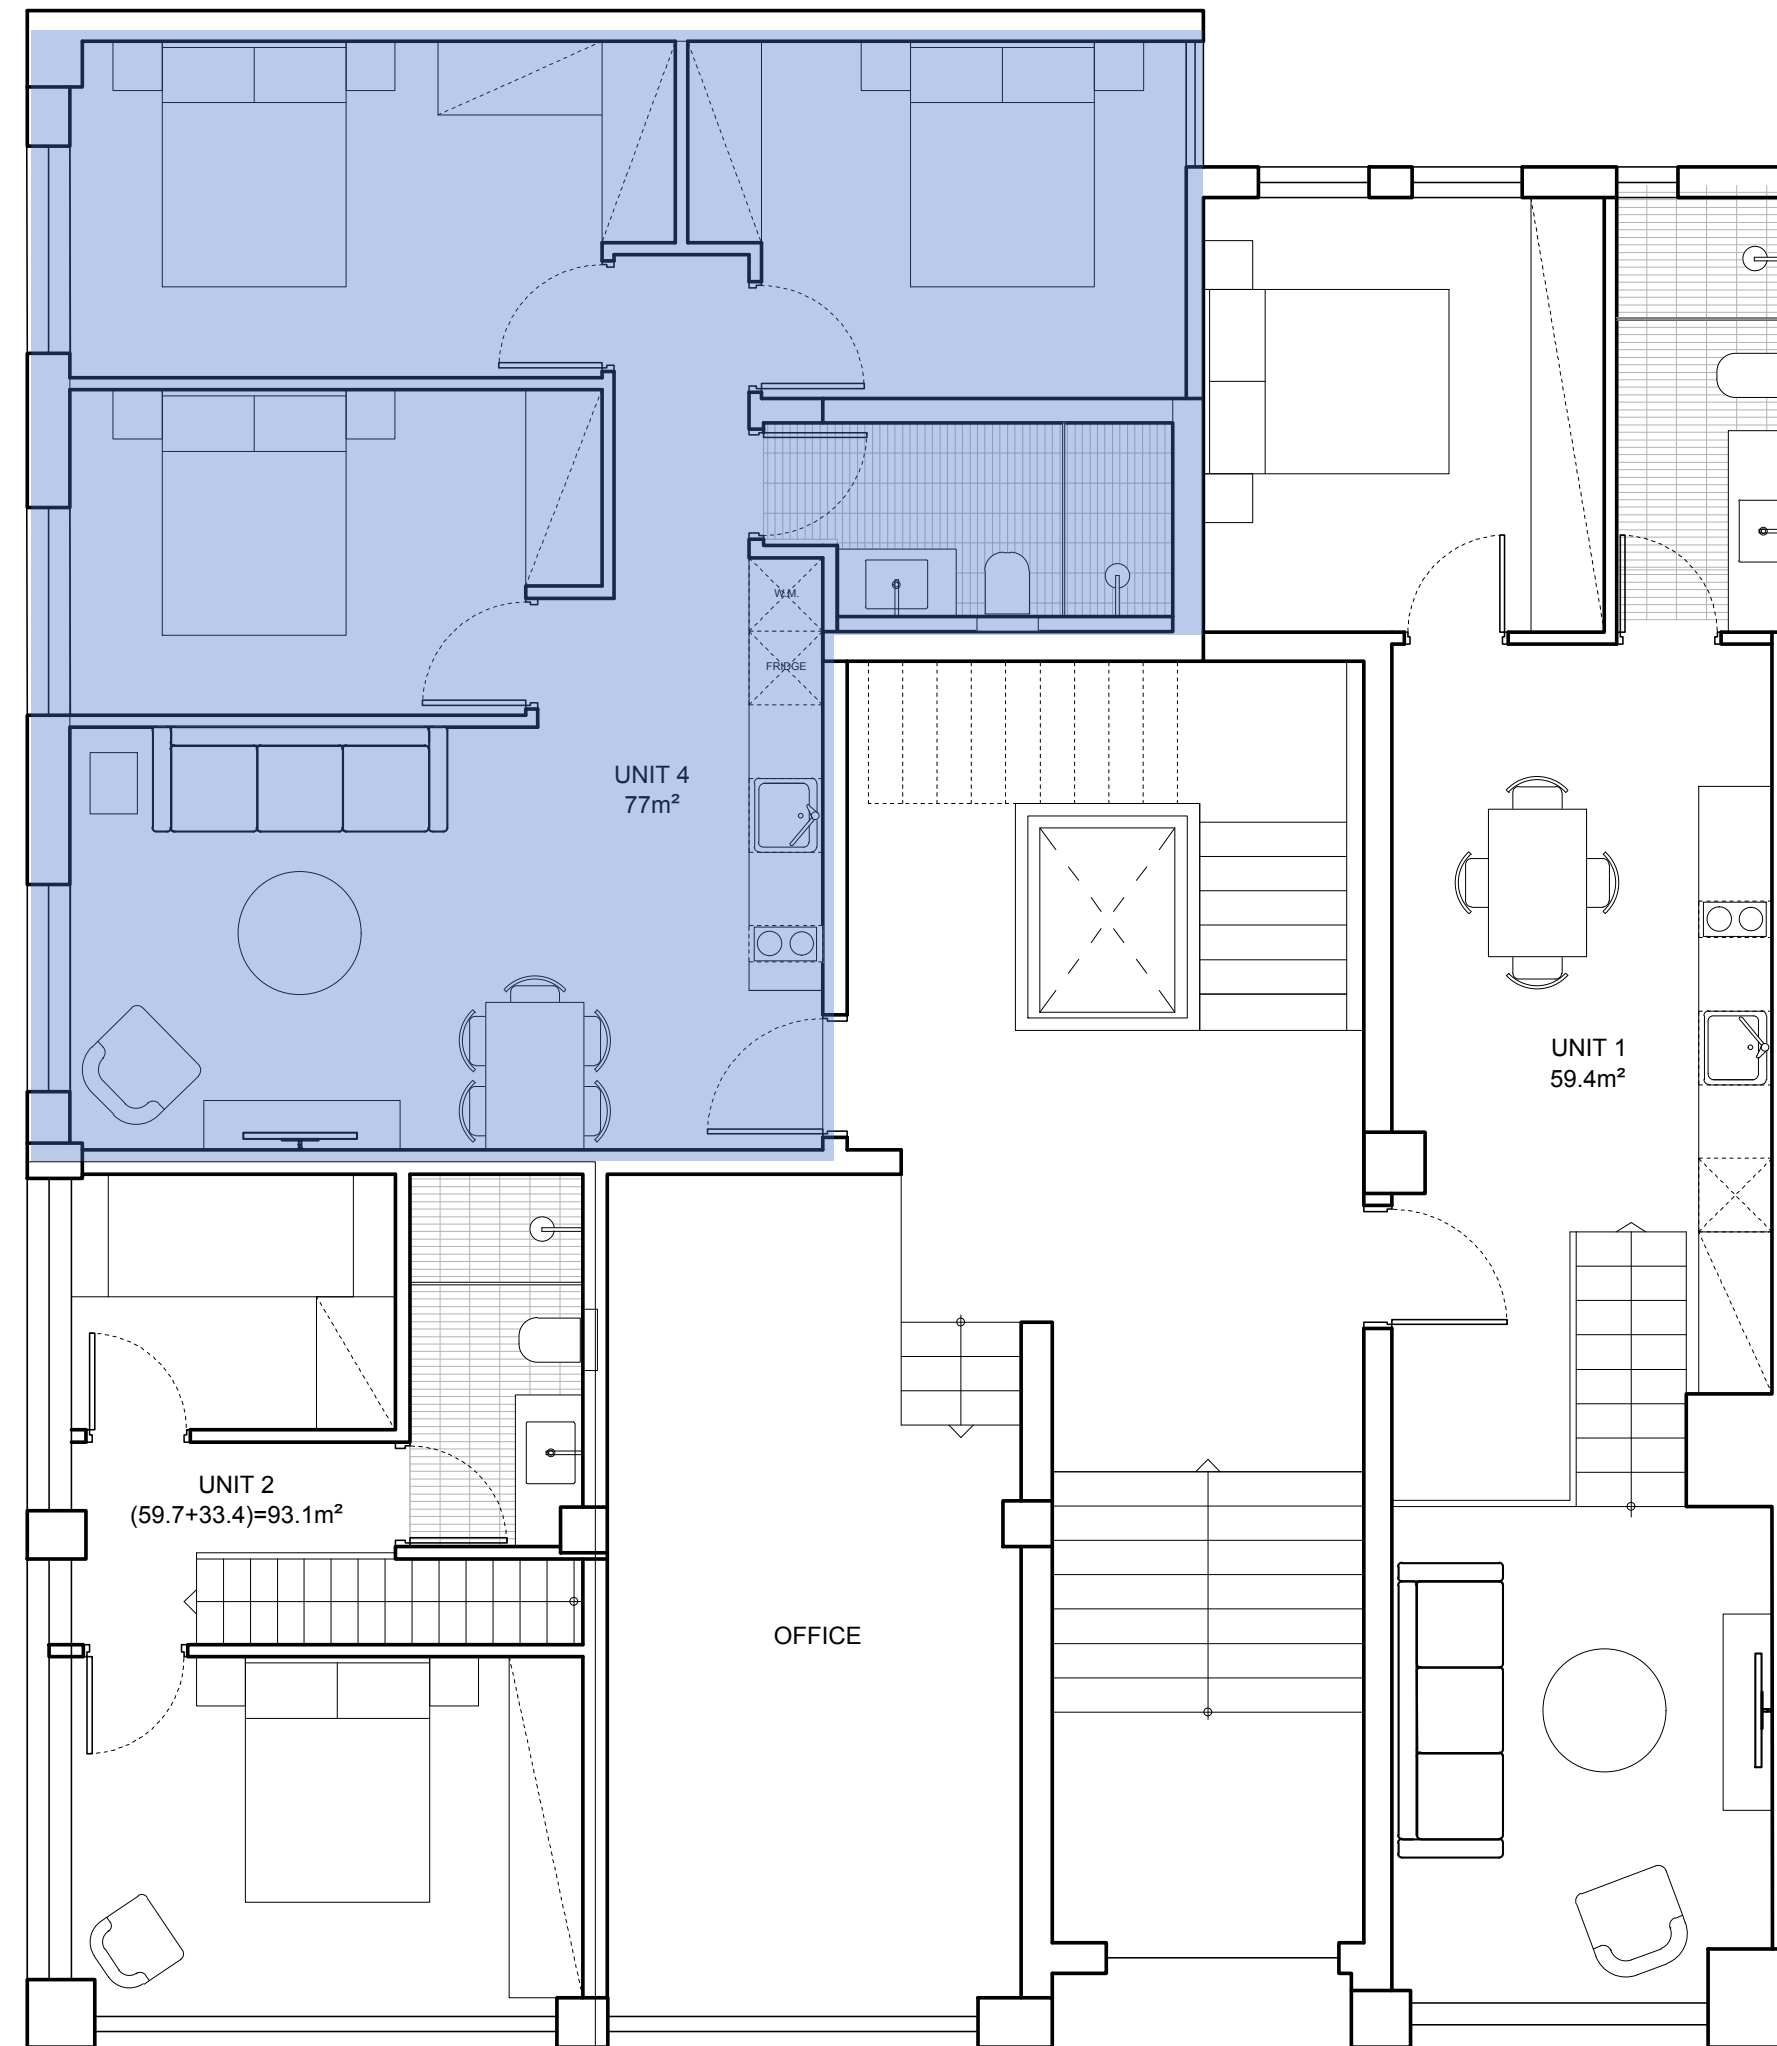 W.M.
FRIDGE
UNIT 4
77m²
UNIT 1
59.4m²
UNIT 2
(59.7+33.4)=93.1m²
OFFICE